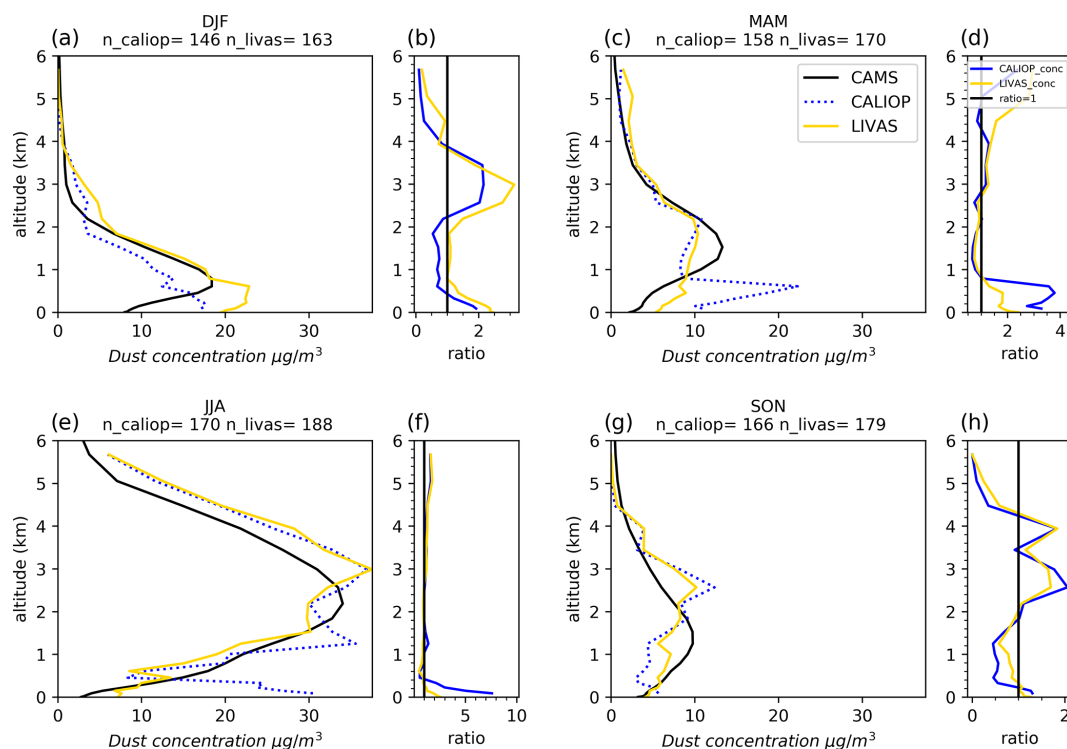 (a) DJF
n_caliop= 146 n_livas= 163
(b)
(c) MAM
n_caliop= 158 n_livas= 170
(d)
6
5
4
3
2
1
0
altitude (km)
0 10 20 30
Dust concentration μg/m³
0 2
ratio
6
5
4
3
2
1
0
altitude (km)
CAMS
CALIOP
LIVAS
0 10 20 30
Dust concentration μg/m³
6
5
4
3
2
1
0
CALIOP_conc
LIVAS_conc
ratio=1
2 4
ratio
(e) JJA
n_caliop= 170 n_livas= 188
(f)
(g) SON
n_caliop= 166 n_livas= 179
(h)
6
5
4
3
2
1
0
altitude (km)
0 10 20 30
Dust concentration μg/m³
6
5
4
3
2
1
0
5 10
ratio
6
5
4
3
2
1
0
altitude (km)
0 10 20 30
Dust concentration μg/m³
6
5
4
3
2
1
0
0 1 2
ratio